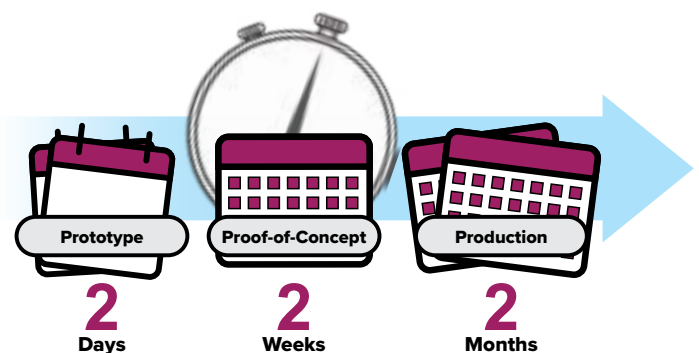 Prototype
Proof-of-Concept
Production
2
2
2
Days
Weeks
Months